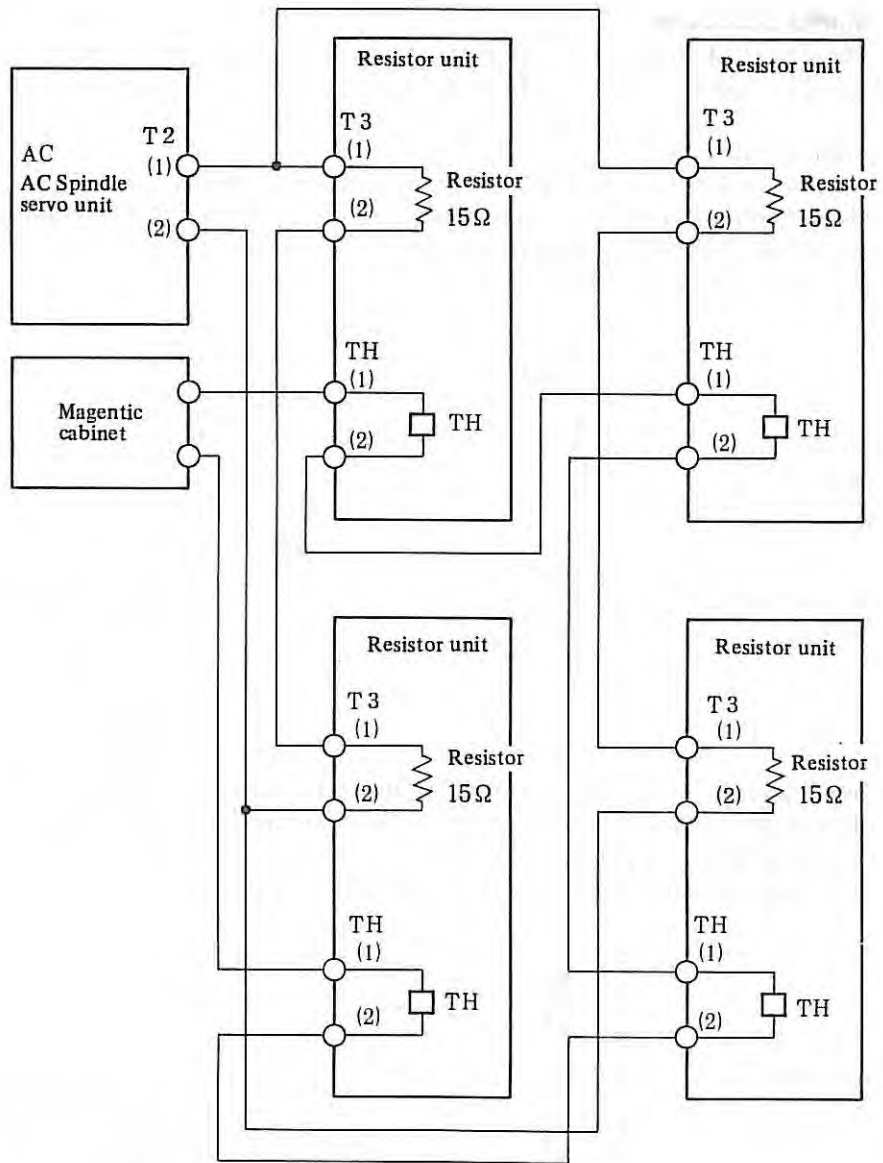 AC
AC Spindle
servo unit
T2
(1)
(2)
Magentic
cabinet
Resistor unit
T3
(1)
Resistor
(2)
15Ω
TH
(1)
TH
(2)
Resistor unit
T3
(1)
Resistor
(2)
15Ω
TH
(1)
TH
(2)
Resistor unit
T3
(1)
Resistor
(2)
15Ω
TH
(1)
TH
(2)
Resistor unit
T3
(1)
Resistor
(2)
15Ω
TH
(1)
TH
(2)